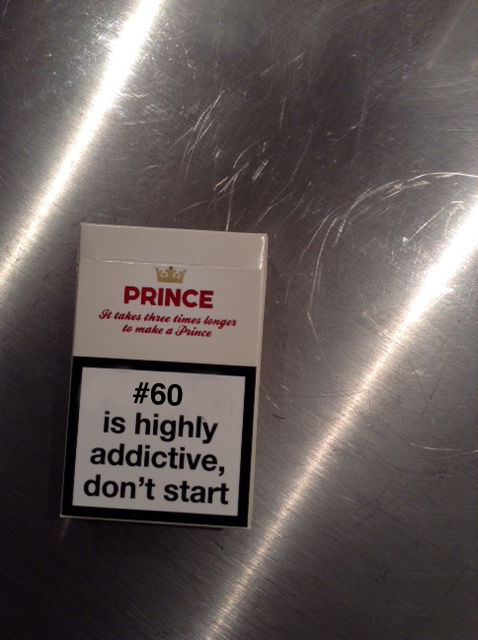 PRINCE
It takes three times longer
to make a Prince
#60
is highly
addictive,
don't start